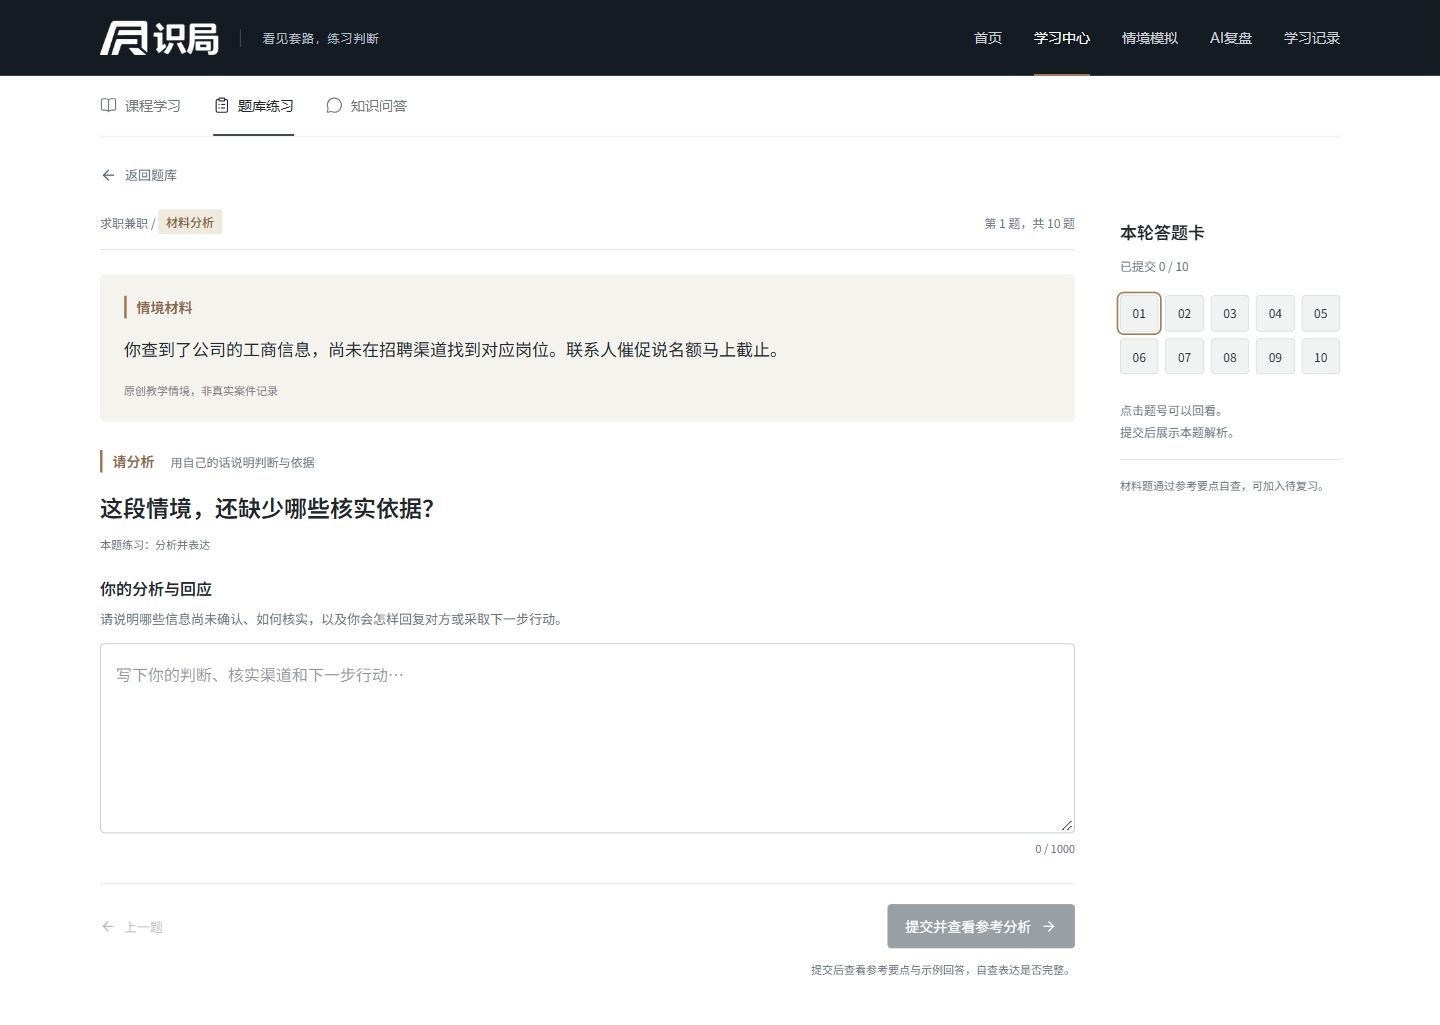 识局
看见套路，练习判断
首页
学习中心
情境模拟
AI复盘
学习记录
课程学习
题库练习
知识问答
返回题库
求职兼职 / 材料分析
第 1 题，共 10 题
情境材料
你查到了公司的工商信息，尚未在招聘渠道找到对应岗位。联系人催促说名额马上截止。
原创教学情境，非真实案件记录
请分析 用自己的话说明判断与依据
这段情境，还缺少哪些核实依据？
本题练习：分析并表达
你的分析与回应
请说明哪些信息尚未确认、如何核实，以及你会怎样回复对方或采取下一步行动。
写下你的判断、核实渠道和下一步行动…
0 / 1000
上一题
提交并查看参考分析
提交后查看参考要点与示例回答，自查表达是否完整。
本轮答题卡
已提交 0 / 10
01 02 03 04 05
06 07 08 09 10
点击题号可以回看。
提交后展示本题解析。
材料题通过参考要点自查，可加入待复习。